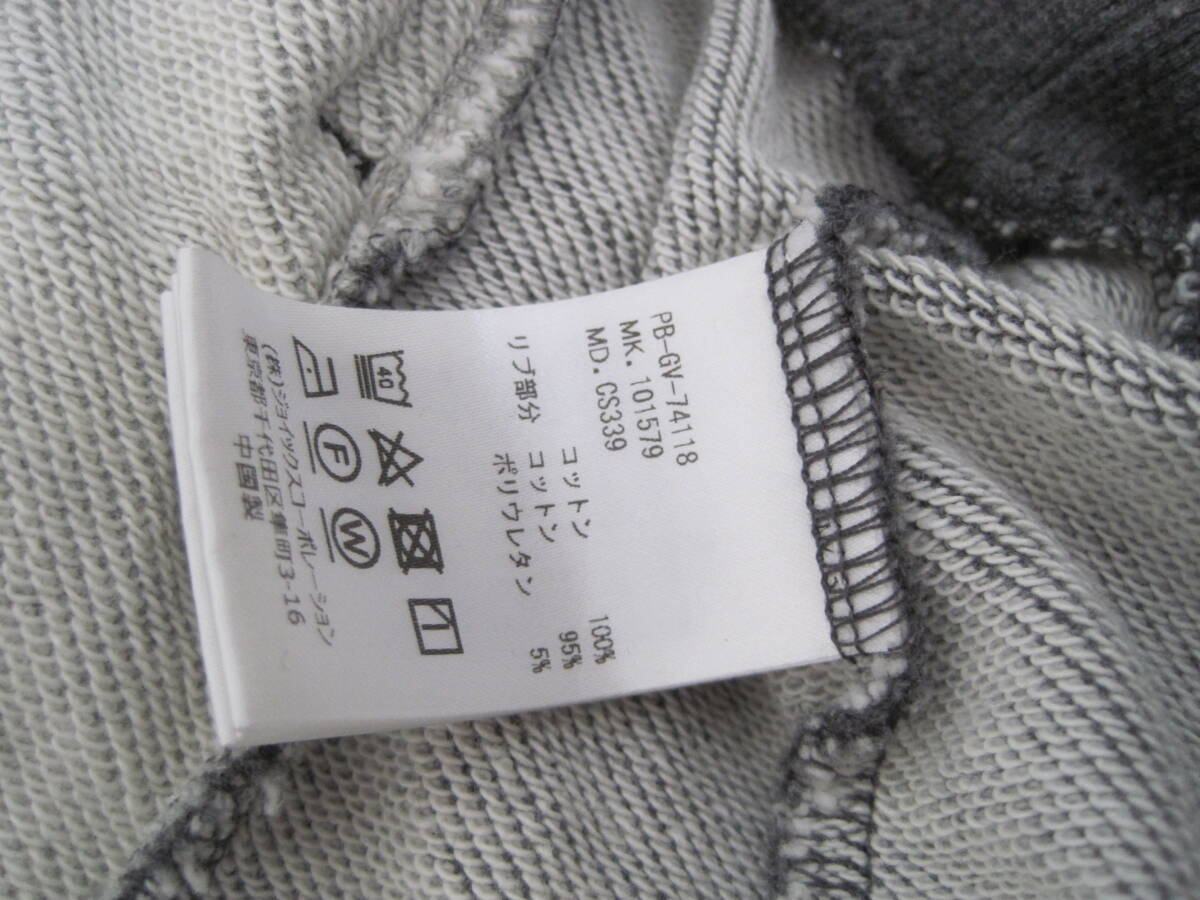 PB-GV-74118
MK. 101579
MD. CS339
コットン 100%
リブ部分 コットン 95%
ポリウレタン 5%
40
F W
(株)ジョイックスコーポレーション
東京都千代田区隼町3-16
中国製